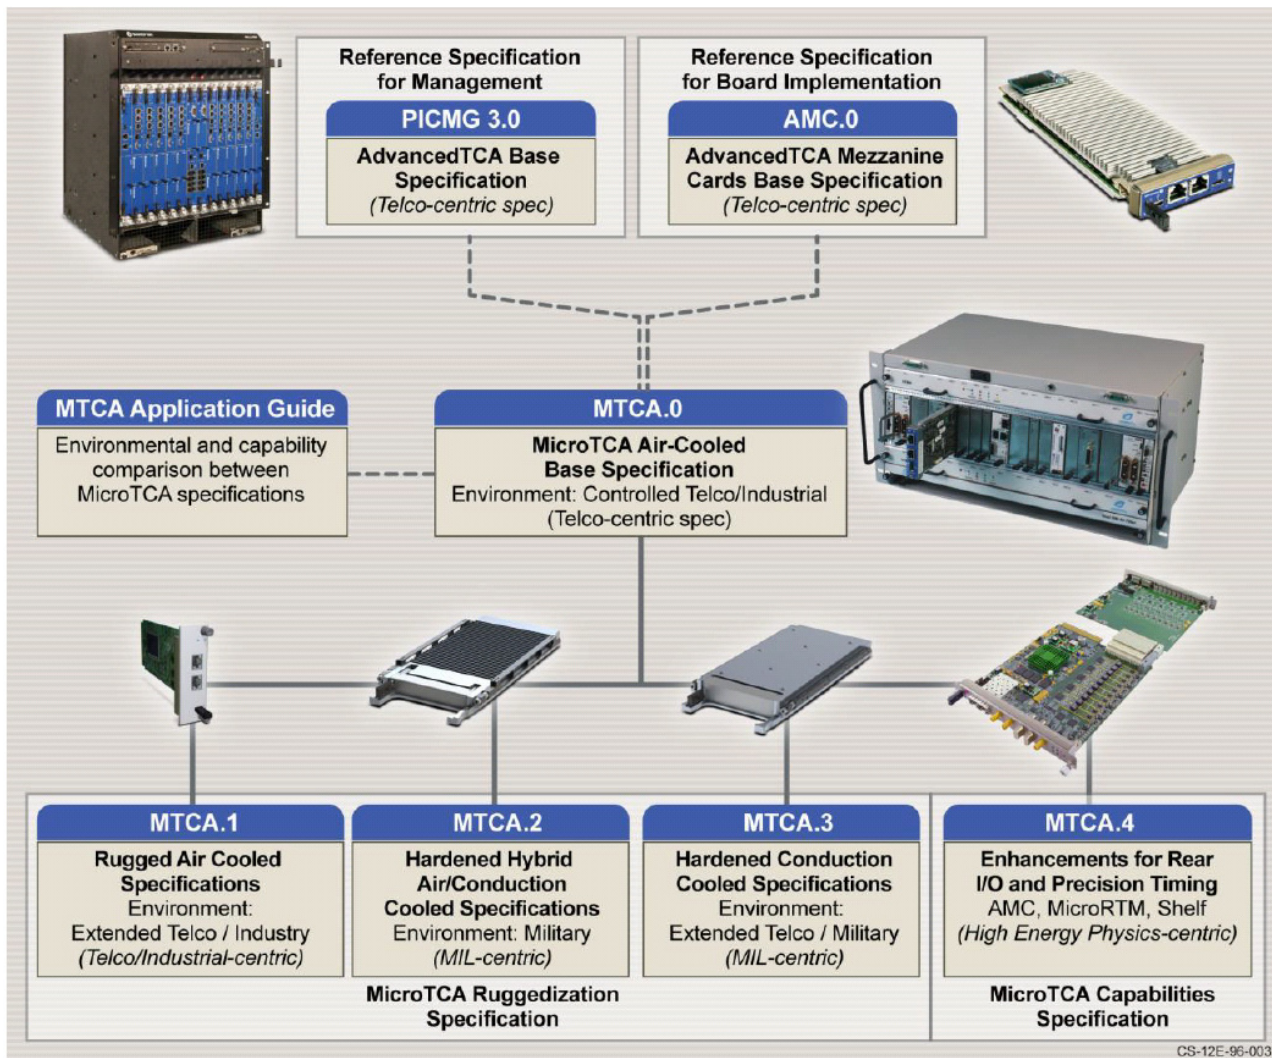 Reference Specification
for Management
PICMG 3.0
AdvancedTCA Base
Specification
(Telco-centric spec)
Reference Specification
for Board Implementation
AMC.0
AdvancedTCA Mezzanine
Cards Base Specification
(Telco-centric spec)
MTCA Application Guide
Environmental and capability
comparison between
MicroTCA specifications
MTCA.0
MicroTCA Air-Cooled
Base Specification
Environment: Controlled Telco/Industrial
(Telco-centric spec)
MTCA.1
Rugged Air Cooled
Specifications
Environment:
Extended Telco / Industry
(Telco/Industrial-centric)
MTCA.2
Hardened Hybrid
Air/Conduction
Cooled Specifications
Environment: Military
(MIL-centric)
MTCA.3
Hardened Conduction
Cooled Specifications
Environment:
Extended Telco / Military
(MIL-centric)
MicroTCA Ruggedization
Specification
MTCA.4
Enhancements for Rear
I/O and Precision Timing
AMC, MicroRTM, Shelf
(High Energy Physics-centric)
MicroTCA Capabilities
Specification
CS-12E-96-003